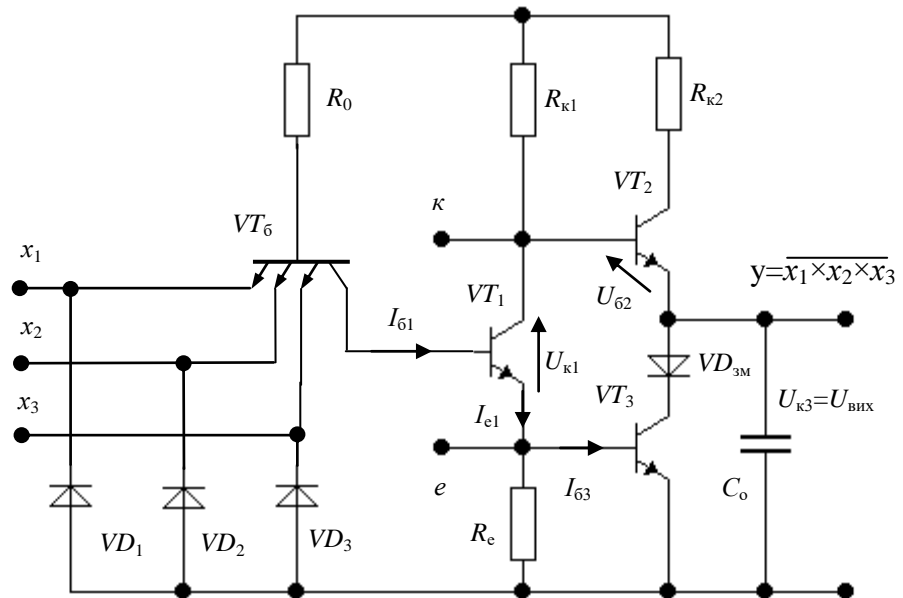 R₀
Rк1
Rк2
VT₂
к
VTб
x₁
y=x₁×x₂×x₃
VT₁
Uб2
Iб1
x₂
Uк1
VDзм
VT₃
x₃
Uк3=Uвих
Iе1
е
Iб3
Cо
Rе
VD₁
VD₂
VD₃